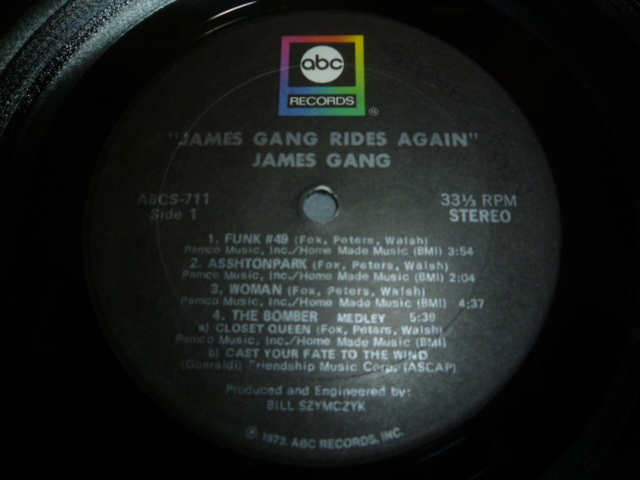 abc
RECORDS
®
"JAMES GANG RIDES AGAIN"
JAMES GANG
ABCS-711
Side 1
33⅓ RPM
STEREO
1. FUNK #49 (Fox, Peters, Walsh)
Pamco Music, Inc./Home Made Music (BMI) 3:54
2. ASSHTONPARK (Fox, Peters, Walsh)
Pamco Music, Inc./Home Made Music (BMI) 2:04
3. WOMAN (Fox, Peters, Walsh)
Pamco Music, Inc./Home Made Music (BMI) 4:37
4. THE BOMBER MEDLEY 5:39
a) CLOSET QUEEN (Fox, Peters, Walsh)
Pamco Music, Inc./Home Made Music (BMI)
b) CAST YOUR FATE TO THE WIND
(Guaraldi) Friendship Music Corp. (ASCAP)
Produced and Engineered by:
BILL SZYMCZYK
℗ 1972, ABC RECORDS, INC.